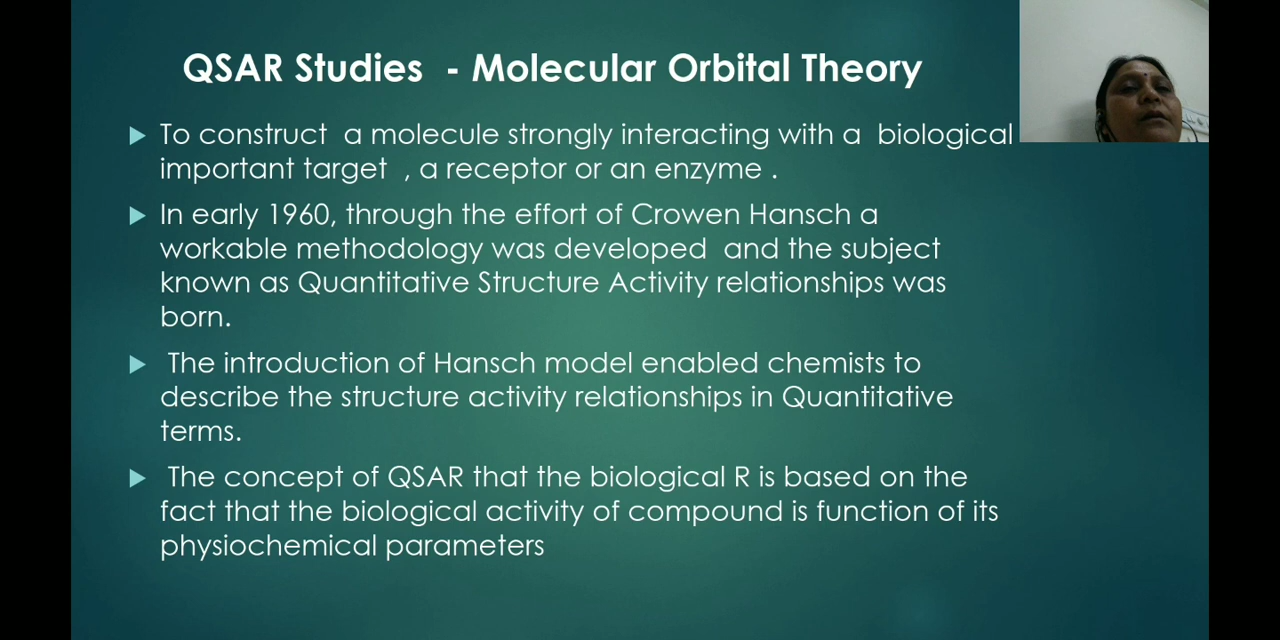 QSAR Studies - Molecular Orbital Theory
To construct a molecule strongly interacting with a biological
important target , a receptor or an enzyme .
In early 1960, through the effort of Crowen Hansch a
workable methodology was developed and the subject
known as Quantitative Structure Activity relationships was
born.
The introduction of Hansch model enabled chemists to
describe the structure activity relationships in Quantitative
terms.
The concept of QSAR that the biological R is based on the
fact that the biological activity of compound is function of its
physiochemical parameters